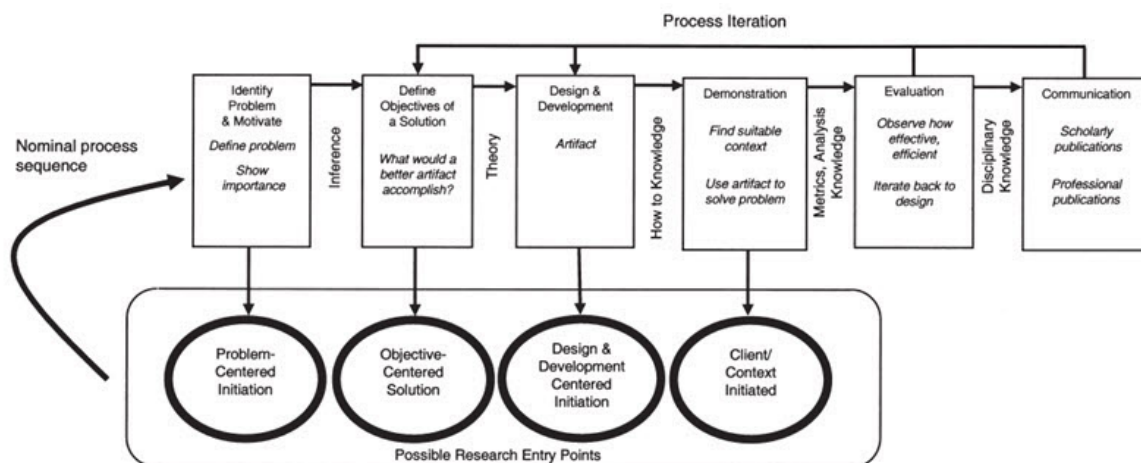 Process Iteration
Nominal process
sequence
Identify
Problem
& Motivate
Define problem
Show
importance
Inference
Define
Objectives of
a Solution
What would a
better artifact
accomplish?
Theory
Design &
Development
Artifact
How to Knowledge
Demonstration
Find suitable
context
Use artifact to
solve problem
Metrics, Analysis
Knowledge
Evaluation
Observe how
effective,
efficient
Iterate back to
design
Disciplinary
Knowledge
Communication
Scholarly
publications
Professional
publications
Problem-
Centered
Initiation
Objective-
Centered
Solution
Design &
Development
Centered
Initiation
Client/
Context
Initiated
Possible Research Entry Points